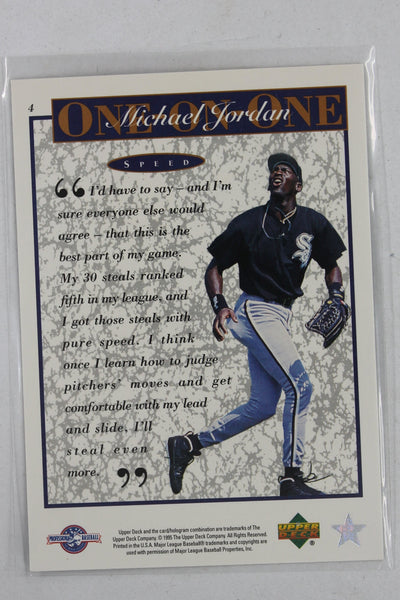 4
ONE ON ONE
Michael Jordan
SPEED
“I'd have to say – and I'm
sure everyone else would
agree – that this is the
best part of my game.
My 30 steals ranked
fifth in my league, and
I got those steals with
pure speed. I think
once I learn how to judge
pitchers' moves and get
comfortable with my lead
and slide, I'll
steal even
more.”
Sox
PROFESSIONAL BASEBALL
Upper Deck and the card/hologram combination are trademarks of The
Upper Deck Company. © 1995 The Upper Deck Company. All Rights Reserved.
Printed in the U.S.A. Major League Baseball® trademarks and copyrights are
used with permission of Major League Baseball Properties, Inc.
UPPER
DECK
®